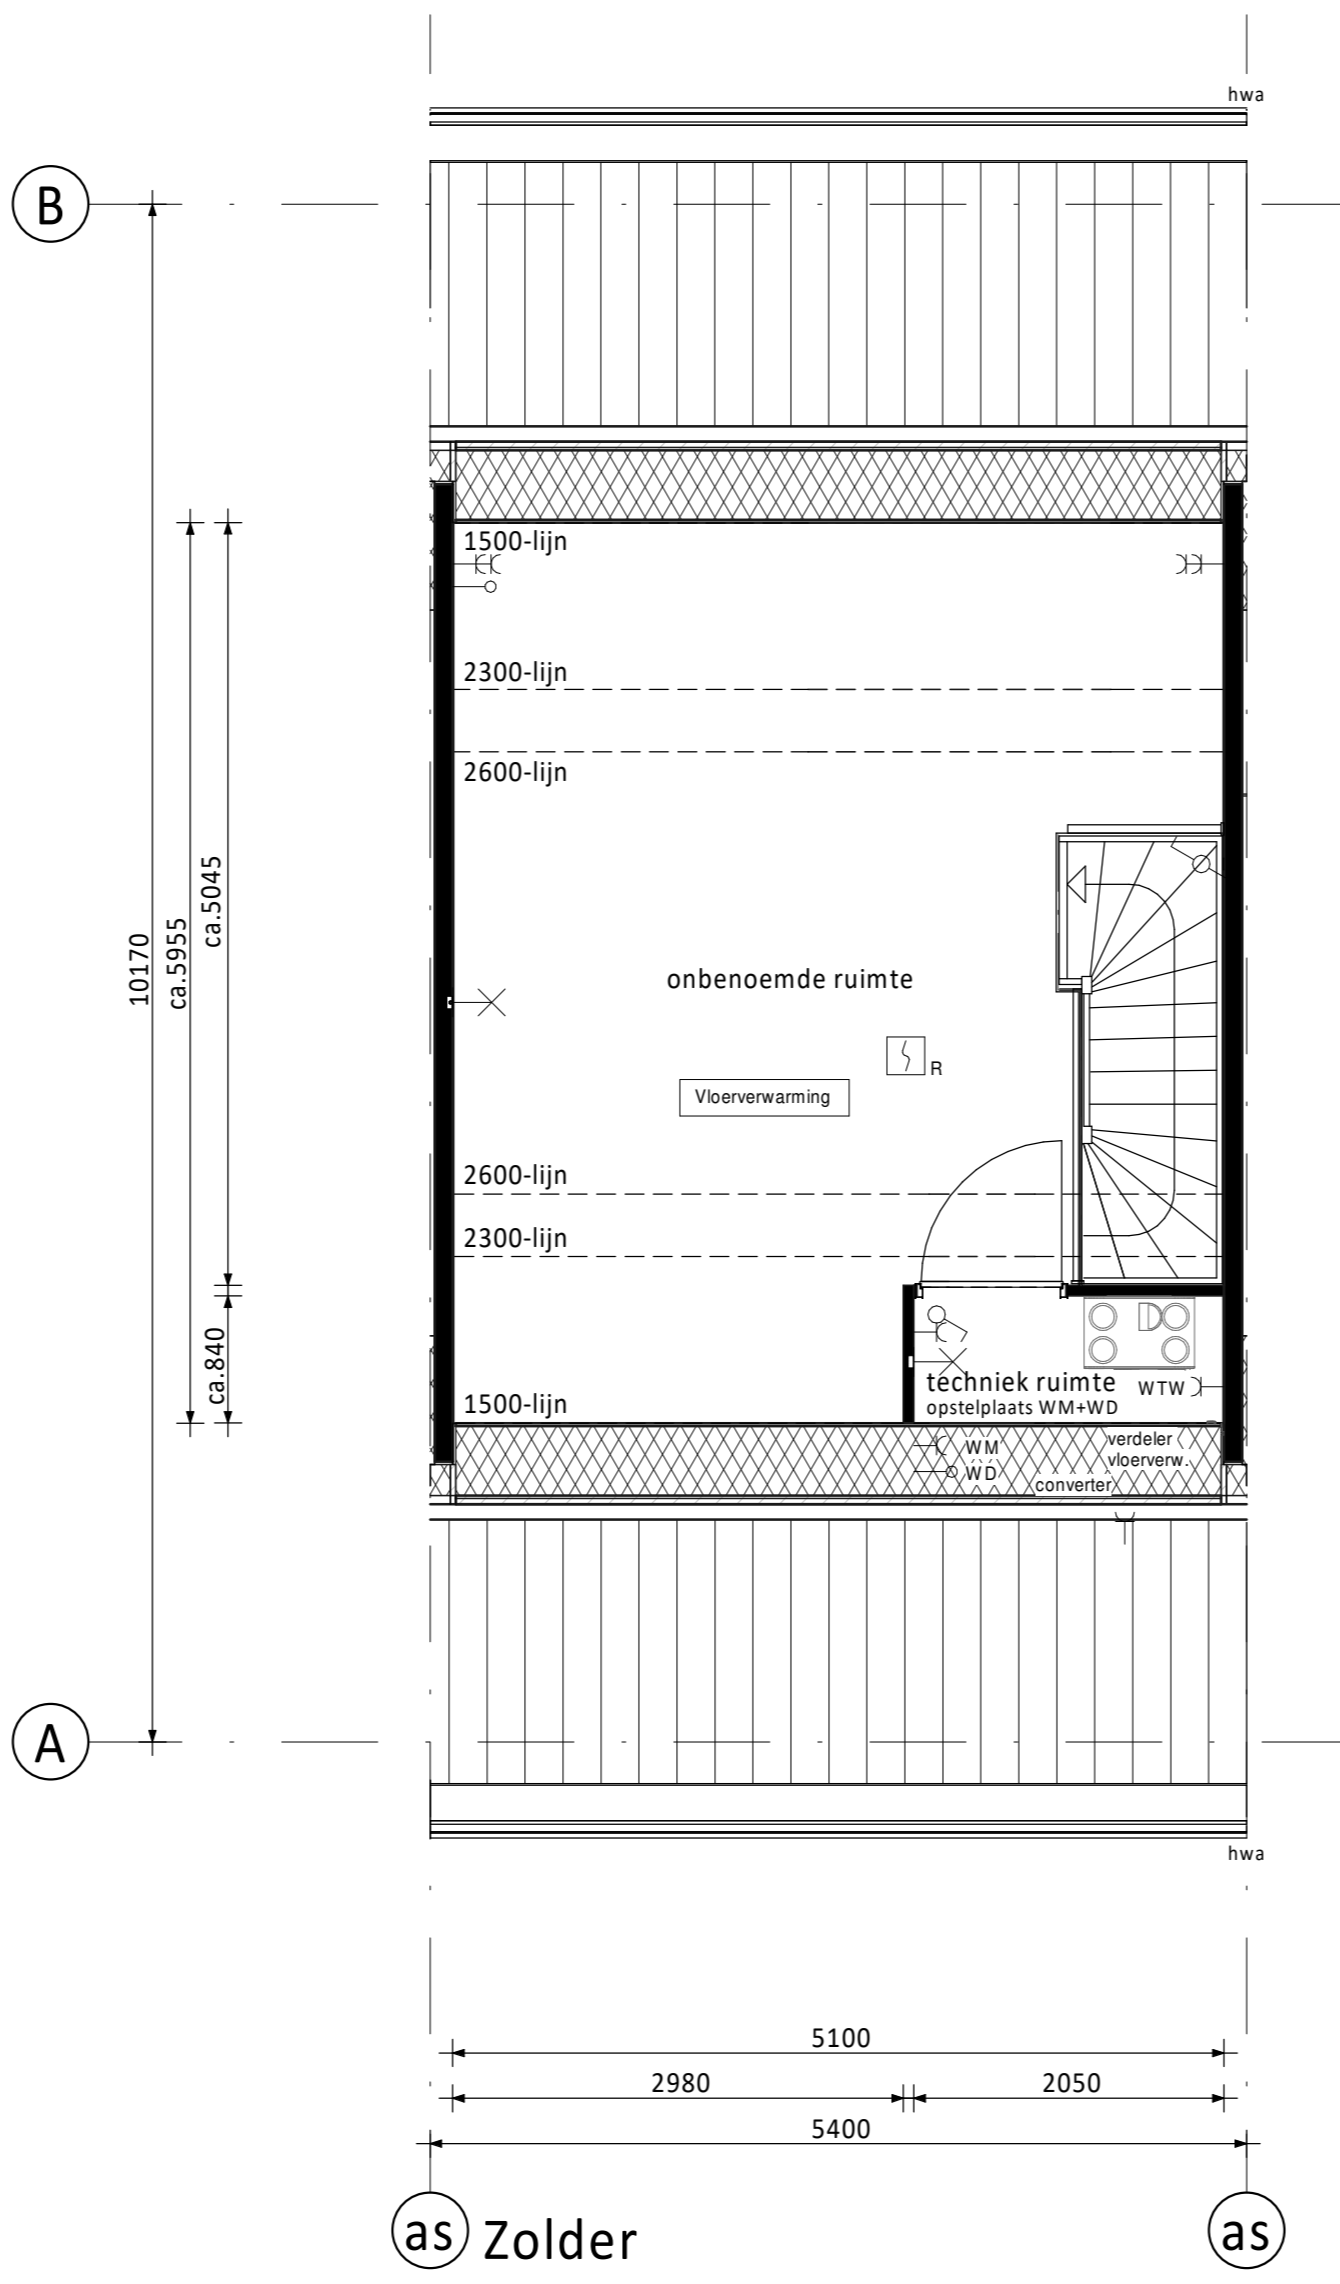 hwa
B
1500-lijn
2300-lijn
2600-lijn
10170
ca.5955
ca.5045
onbenoemde ruimte
R
Vloerverwarming
2600-lijn
2300-lijn
ca.840
techniek ruimte
WTW
1500-lijn
opstelplaats WM+WD
WM
verdeler
vloerverw.
WD
converter
A
hwa
5100
2980
2050
5400
as
Zolder
as